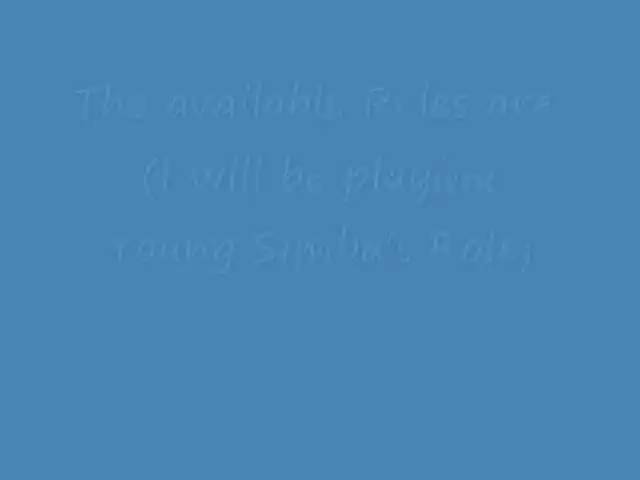 The available Roles are
(I will be playing
Young Simba's Role)